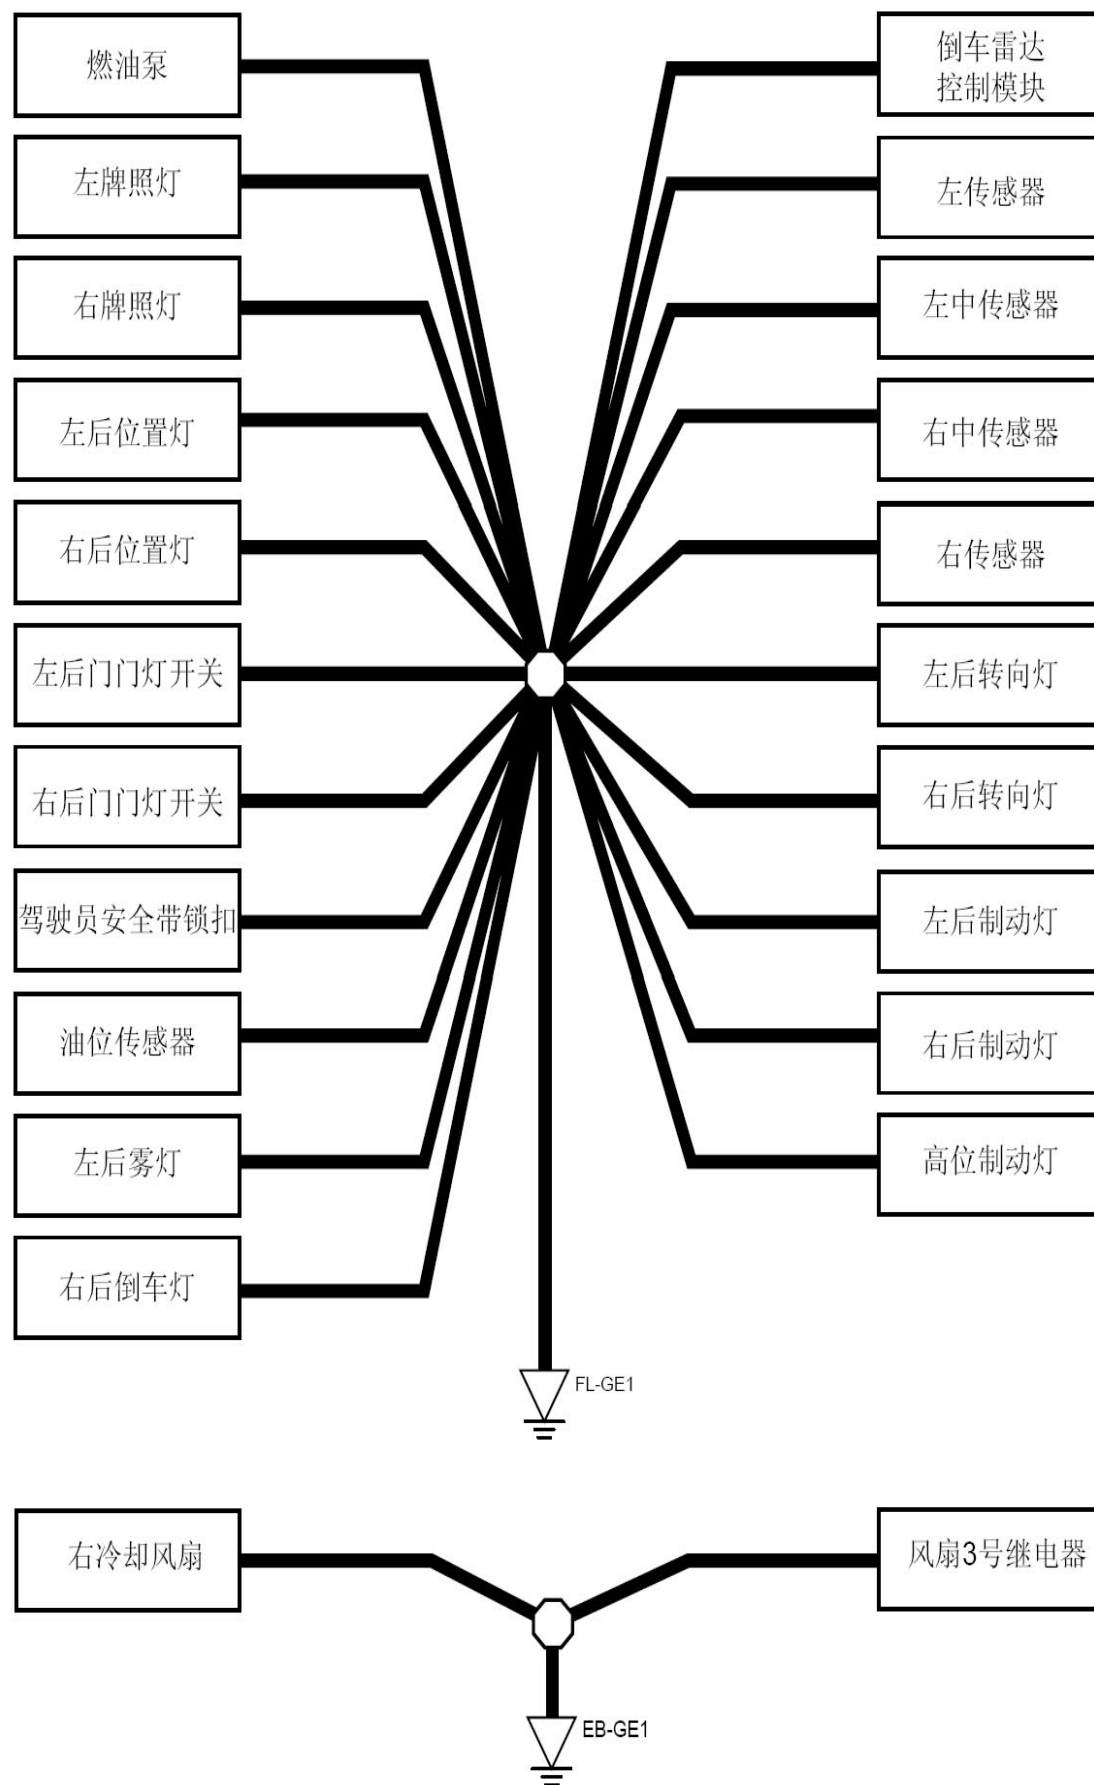 燃油泵
左牌照灯
右牌照灯
左后位置灯
右后位置灯
左后门门灯开关
右后门门灯开关
驾驶员安全带锁扣
油位传感器
左后雾灯
右后倒车灯
倒车雷达
控制模块
左传感器
左中传感器
右中传感器
右传感器
左后转向灯
右后转向灯
左后制动灯
右后制动灯
高位制动灯
FL-GE1
右冷却风扇
风扇3号继电器
EB-GE1